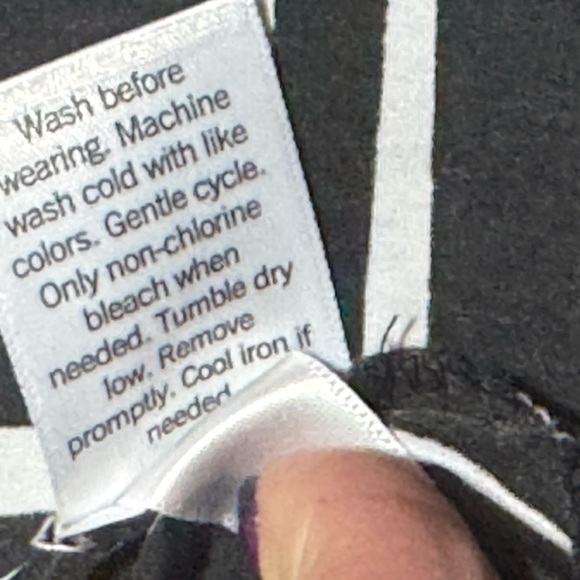 Wash before
wearing. Machine
wash cold with like
colors. Gentle cycle.
Only non-chlorine
bleach when
needed. Tumble dry
low. Remove
promptly. Cool iron if
needed